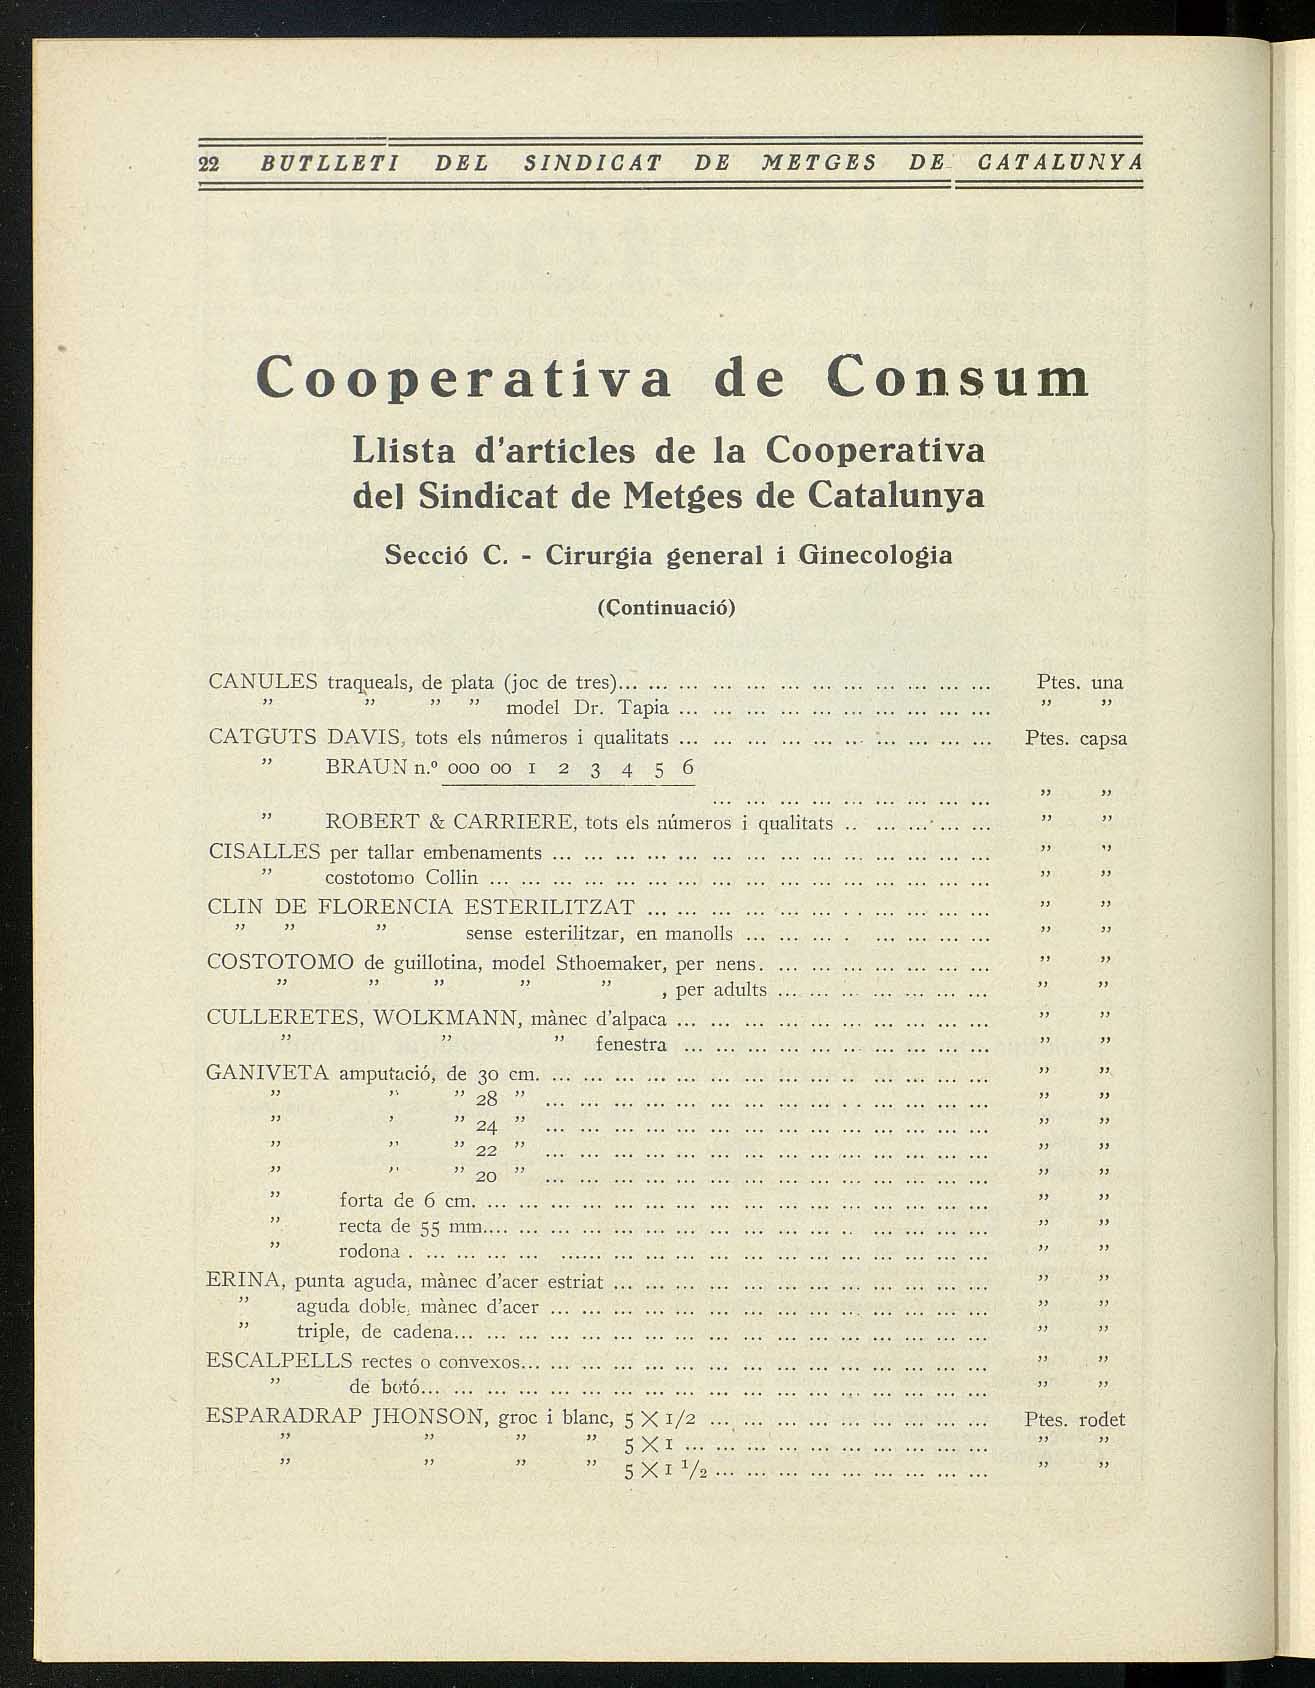 22 BUTLLETI DEL SINDICAT DE METGES DE CATALUNYA
Cooperativa de Consum
Llista d'articles de la Cooperativa
del Sindicat de Metges de Catalunya
Secció C. - Cirurgia general i Ginecologia
(Continuació)
CANULES traqueals, de plata (joc de tres)... ... ... ... ... ... ... ... ... ... ... ... Ptes. una
" " " " model Dr. Tapia ... ... ... ... ... ... ... ... ... ... " "
CATGUTS DAVIS, tots els números i qualitats ... ... ... ... ... ... ... ... ... ... Ptes. capsa
" BRAUN n.º 000 00 1 2 3 4 5 6
... ... ... ... ... ... ... ... ... " "
" ROBERT & CARRIERE, tots els números i qualitats .. ... ... ... ... " "
CISALLES per tallar embenaments ... ... ... ... ... ... ... ... ... ... ... ... ... ... " "
" costotomo Collin ... ... ... ... ... ... ... ... ... ... ... ... ... ... ... ... " "
CLIN DE FLORENCIA ESTERILITZAT ... ... ... ... ... ... . . ... ... ... ... " "
" " " sense esterilitzar, en manolls ... ... ... . ... ... ... ... " "
COSTOTOMO de guillotina, model Sthoemaker, per nens. ... ... ... ... ... ... ... " "
" " " " " , per adults ... ... ... ... ... ... ... " "
CULLERETES, WOLKMANN, mànec d'alpaca ... ... ... ... ... ... ... ... ... ... " "
" " " fenestra ... ... ... ... ... ... ... ... ... ... " "
GANIVETA amputació, de 30 cm. ... ... ... ... ... ... ... ... ... .. ... ... ... ... " "
" " " 28 " ... ... ... ... ... ... ... ... ... . . ... ... ... ... " "
" " " 24 " ... ... ... ... ... ... ... ... ... ... ... ... ... ... " "
" " " 22 " ... ... ... ... ... ... ... ... ... ... ... ... ... ... " "
" " " 20 " ... ... ... ... ... ... ... ... ... ... ... ... ... ... " "
" forta de 6 cm. ... ... ... ... ... ... ... ... ... ... ... ... ... ... ... ... " "
" recta de 55 mm.... ... ... ... ... ... ... ... ... ... ... .. ... ... ... ... " "
" rodona . ... ... ... ... ...... ... ... ... ... ... ... ... ... ... ... ... ... " "
ERINA, punta aguda, mànec d'acer estriat ... ... ... ... ... ... ... ... ... ... ... ... " "
" aguda doble, mànec d'acer ... ... ... ... ... ... ... ... ... ... ... ... ... ... " "
" triple, de cadena... ... ... ... ... ... ... ... ... ... ... ... ... ... ... ... ... " "
ESCALPELLS rectes o convexos... ... ... ... ... ... ... ... ... ... ... ... ... ... ... " "
" de botó... ... ... ... ... ... ... ... ... ... ... ... ... ... ... ... ... ... " "
ESPARADRAP JHONSON, groc i blanc, 5 X 1/2 ... ... ... ... ... ... ... ... ... Ptes. rodet
" " " " 5 X 1 ... ... ... ... ... ... ... ... ... ... " "
" " " " 5 X 1 1/2 ... ... ... ... ... ... ... ... ... " "